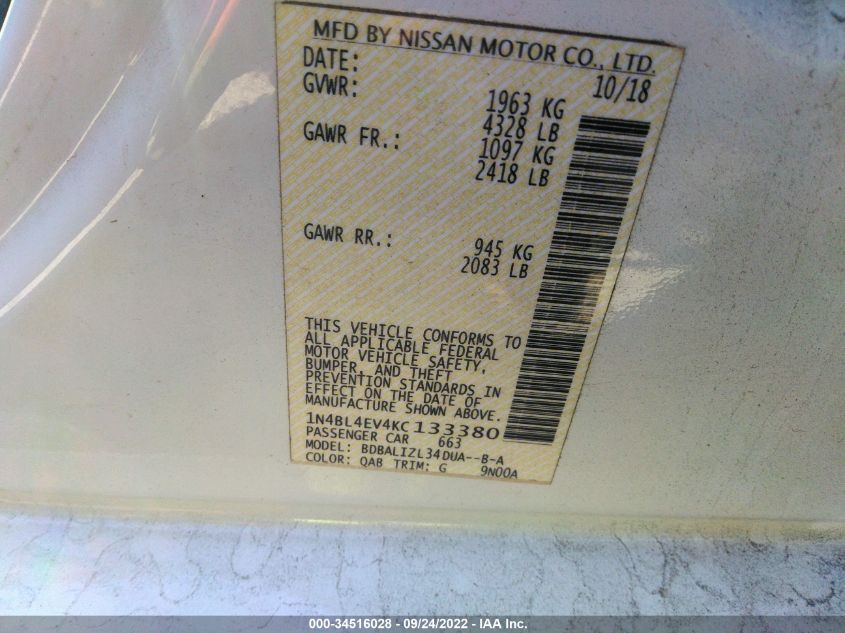 MFD BY NISSAN MOTOR CO., LTD.
DATE: 10/18
GVWR: 1963 KG
4328 LB
GAWR FR.: 1097 KG
2418 LB
GAWR RR.: 945 KG
2083 LB
THIS VEHICLE CONFORMS TO
ALL APPLICABLE FEDERAL
MOTOR VEHICLE SAFETY,
BUMPER, AND THEFT
PREVENTION STANDARDS IN
EFFECT ON THE DATE OF
MANUFACTURE SHOWN ABOVE.
1N4BL4EV4KC133380
PASSENGER CAR 663
MODEL: BDBALIZL34DUA--B-A
COLOR: QAB TRIM: G 9N00A
000-34516028 - 09/24/2022 - IAA Inc.